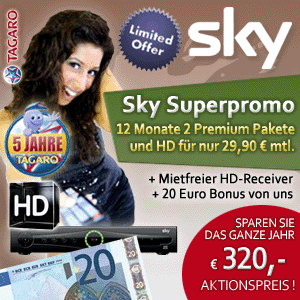 TAGARO
Limited
Offer
sky
Sky Superpromo
12 Monate 2 Premium Pakete
und HD für nur 29,90 € mtl.
5 JAHRE
TAGARO
+ Mietfreier HD-Receiver
+ 20 Euro Bonus von uns
HD
SPAREN SIE
DAS GANZE JAHR
€ 320,-
AKTIONSPREIS !
sky
20